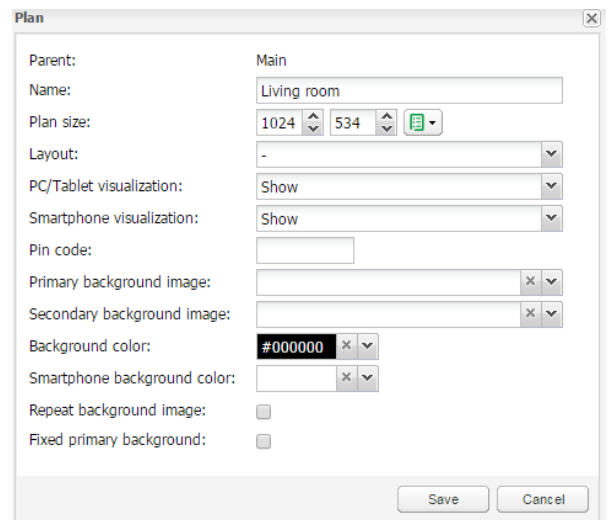 Plan
Parent: Main
Name: Living room
Plan size: 1024 534
Layout: -
PC/Tablet visualization: Show
Smartphone visualization: Show
Pin code:
Primary background image:
Secondary background image:
Background color: #000000
Smartphone background color:
Repeat background image:
Fixed primary background:
Save Cancel